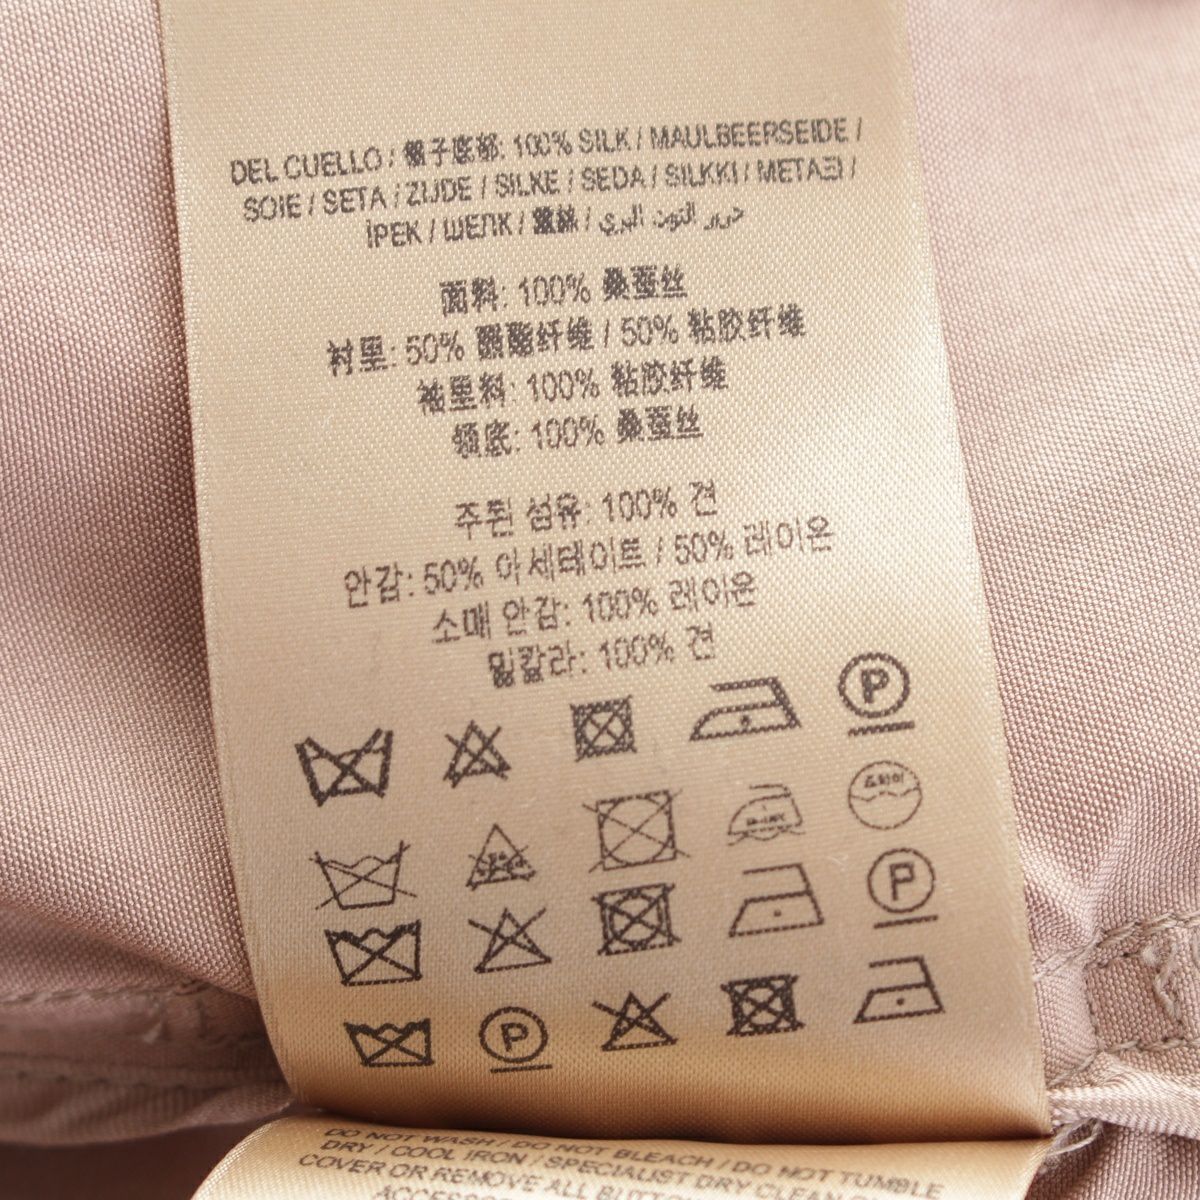 DEL CUELLO / 領子底部: 100% SILK / MAULBEERSEIDE /
SOIE / SETA / ZIJDE / SILKE / SEDA / SILKKI / ΜΕΤΑΞΙ /
İPEK / ШЕЛК / 蠶絲 / حرير التوت البري
面料: 100% 桑蚕丝
衬里: 50% 醋酯纤维 / 50% 粘胶纤维
袖里料: 100% 粘胶纤维
领底: 100% 桑蚕丝
주된 섬유: 100% 견
안감: 50% 아세테이트 / 50% 레이온
소매 안감: 100% 레이온
밑칼라: 100% 견
P
드라이
P
P
DO NOT WASH / DO NOT BLEACH / DO NOT TUMBLE
DRY / COOL IRON / SPECIALIST DRY CLEAN
COVER OR REMOVE ALL